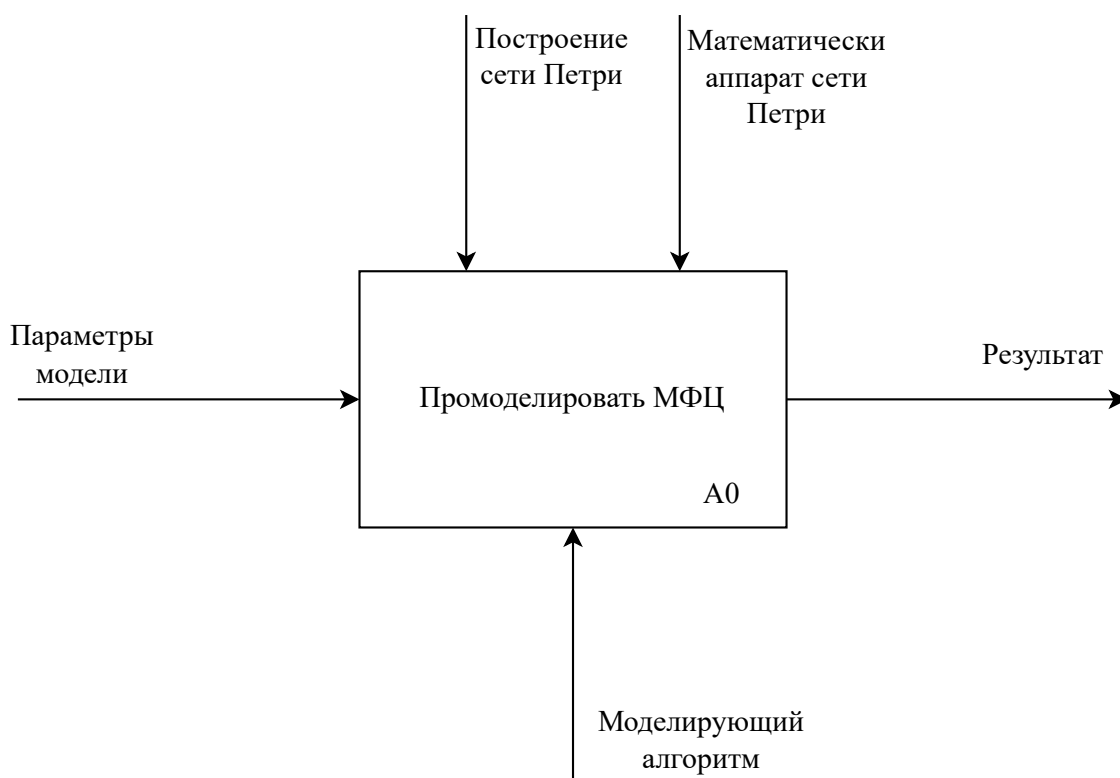 Построение
сети Петри
Математически
аппарат сети
Петри
Параметры
модели
Промоделировать МФЦ
А0
Результат
Моделирующий
алгоритм